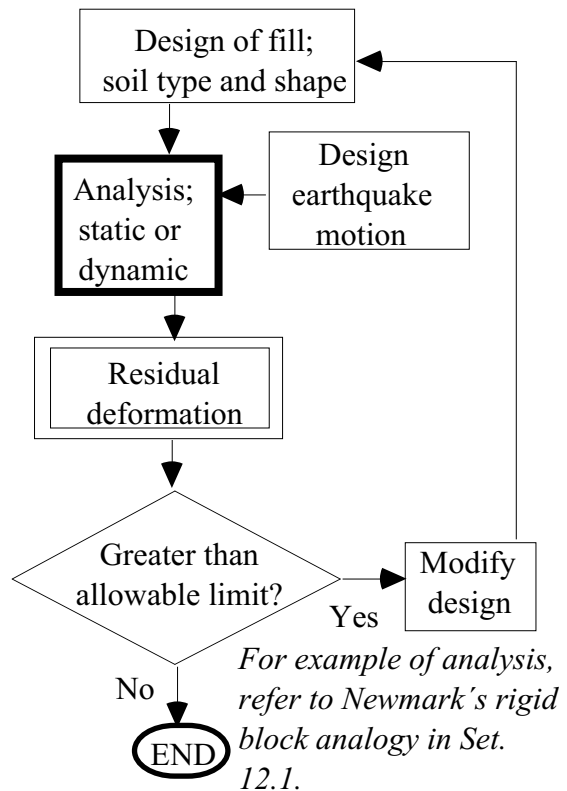 Design of fill;
soil type and shape
Analysis;
static or
dynamic
Design
earthquake
motion
Residual
deformation
Greater than
allowable limit?
Yes
Modify
design
No
END
For example of analysis,
refer to Newmark´s rigid
block analogy in Set.
12.1.